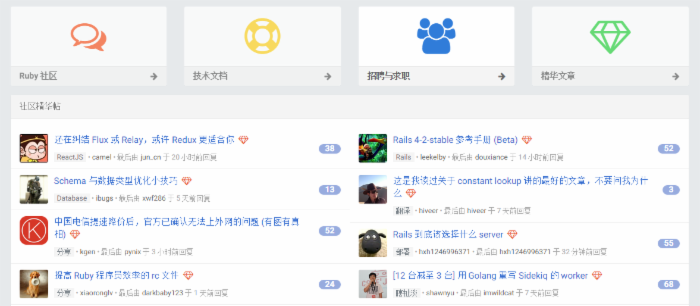 Ruby 社区
技术文档
招聘与求职
精华文章
社区精华帖
还在纠结 Flux 或 Relay，或许 Redux 更适合你
ReactJS • camel • 最后由 jun_cn 于 20 小时前回复
38
Rails 4-2-stable 参考手册 (Beta)
Rails • leekelby • 最后由 douxiance 于 14 小时前回复
52
Schema 与数据类型优化小技巧
Database • ibugs • 最后由 xwf286 于 5 天前回复
13
这是我读过关于 constant lookup 讲的最好的文章，不要问我为什么
翻译 • hiveer • 最后由 hiveer 于 7 天前回复
3
中国电信提速降价后，官方已确认无法上外网的问题 (有图有真相)
分享 • kgen • 最后由 pynix 于 3 小时前回复
52
Rails 到底该选择什么 server
部署 • hxh1246996371 • 最后由 hxh1246996371 于 32 分钟前回复
55
提高 Ruby 程序员效率的 rc 文件
分享 • xiaoronglv • 最后由 darkbaby123 于 1 天前回复
24
[12 台减至 3 台] 用 Golang 重写 Sidekiq 的 worker
瞎扯淡 • shawnyu • 最后由 imwildcat 于 7 天前回复
68